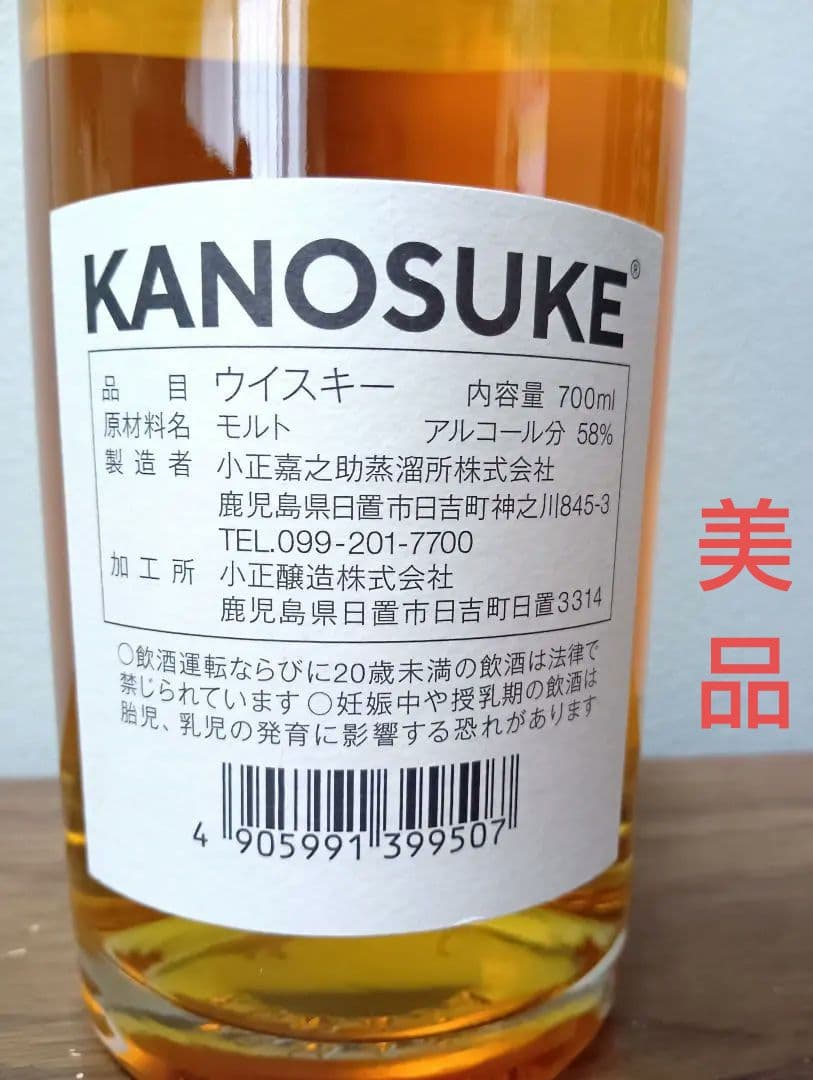 KANOSUKE®
品目 ウイスキー 内容量 700ml
原材料名 モルト アルコール分 58%
製造者 小正嘉之助蒸溜所株式会社
鹿児島県日置市日吉町神之川845-3
TEL.099-201-7700
加工所 小正醸造株式会社
鹿児島県日置市日吉町日置3314
○飲酒運転ならびに20歳未満の飲酒は法律で
禁じられています○妊娠中や授乳期の飲酒は
胎児、乳児の発育に影響する恐れがあります
4 905991 399507
美
品